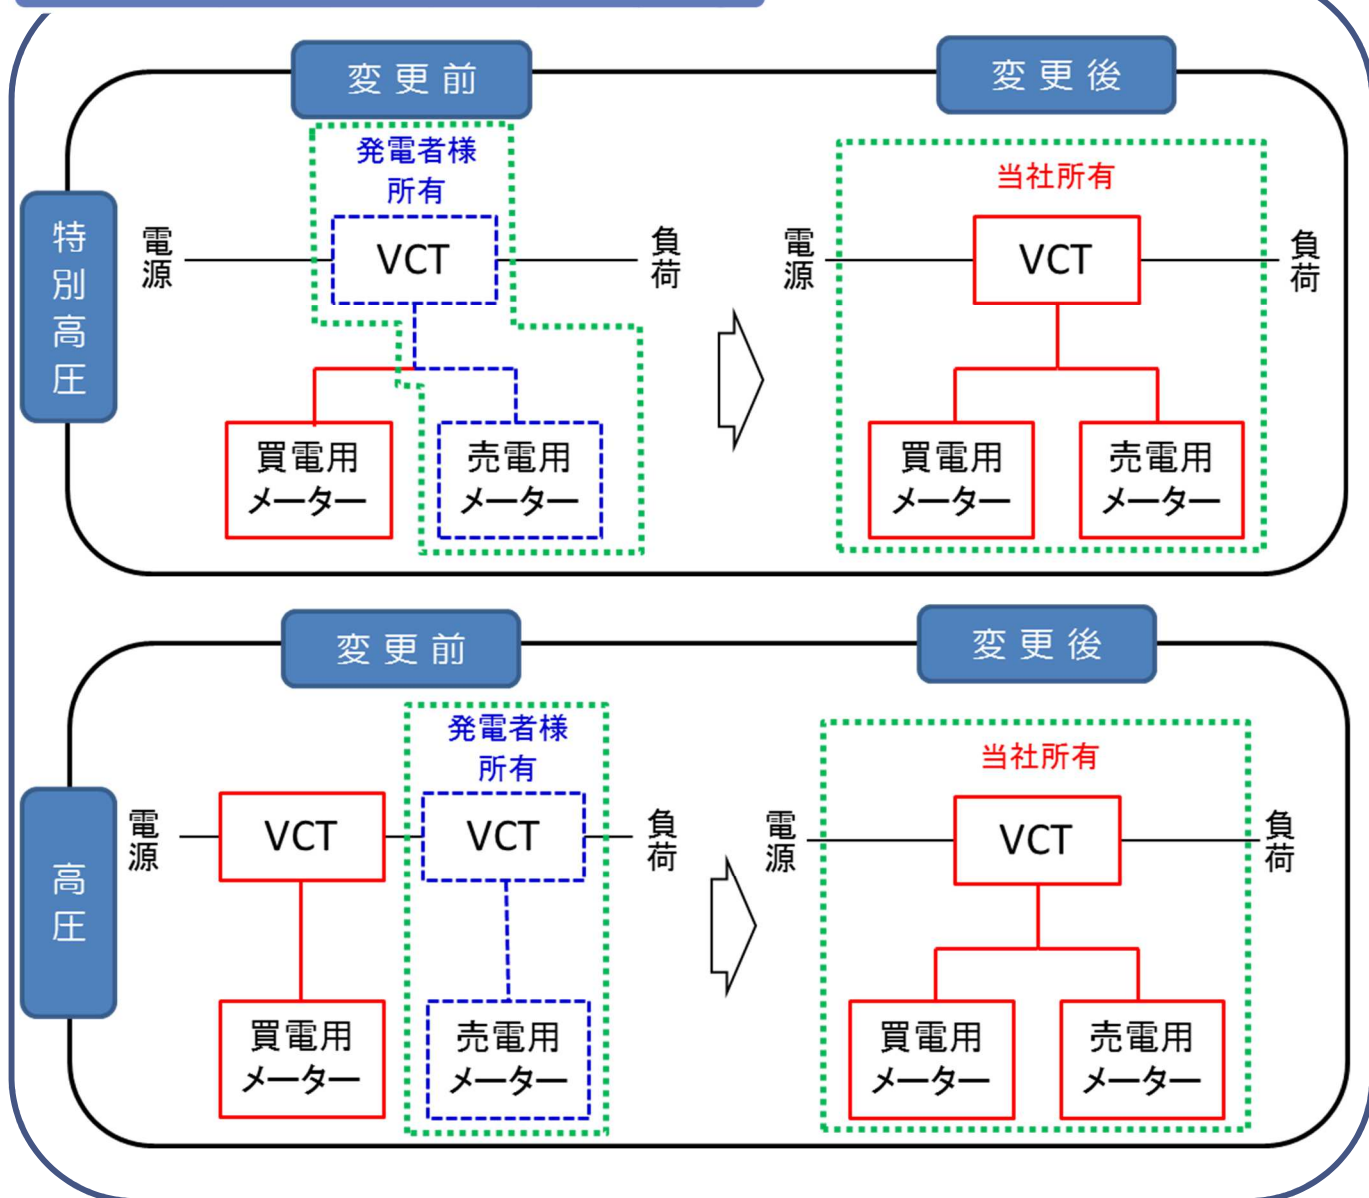 変更前
変更後
特別高圧
発電者様
所有
電源
VCT
負荷
買電用
メーター
売電用
メーター
当社所有
電源
VCT
負荷
買電用
メーター
売電用
メーター
変更前
変更後
高圧
発電者様
所有
電源
VCT
VCT
負荷
買電用
メーター
売電用
メーター
当社所有
電源
VCT
負荷
買電用
メーター
売電用
メーター